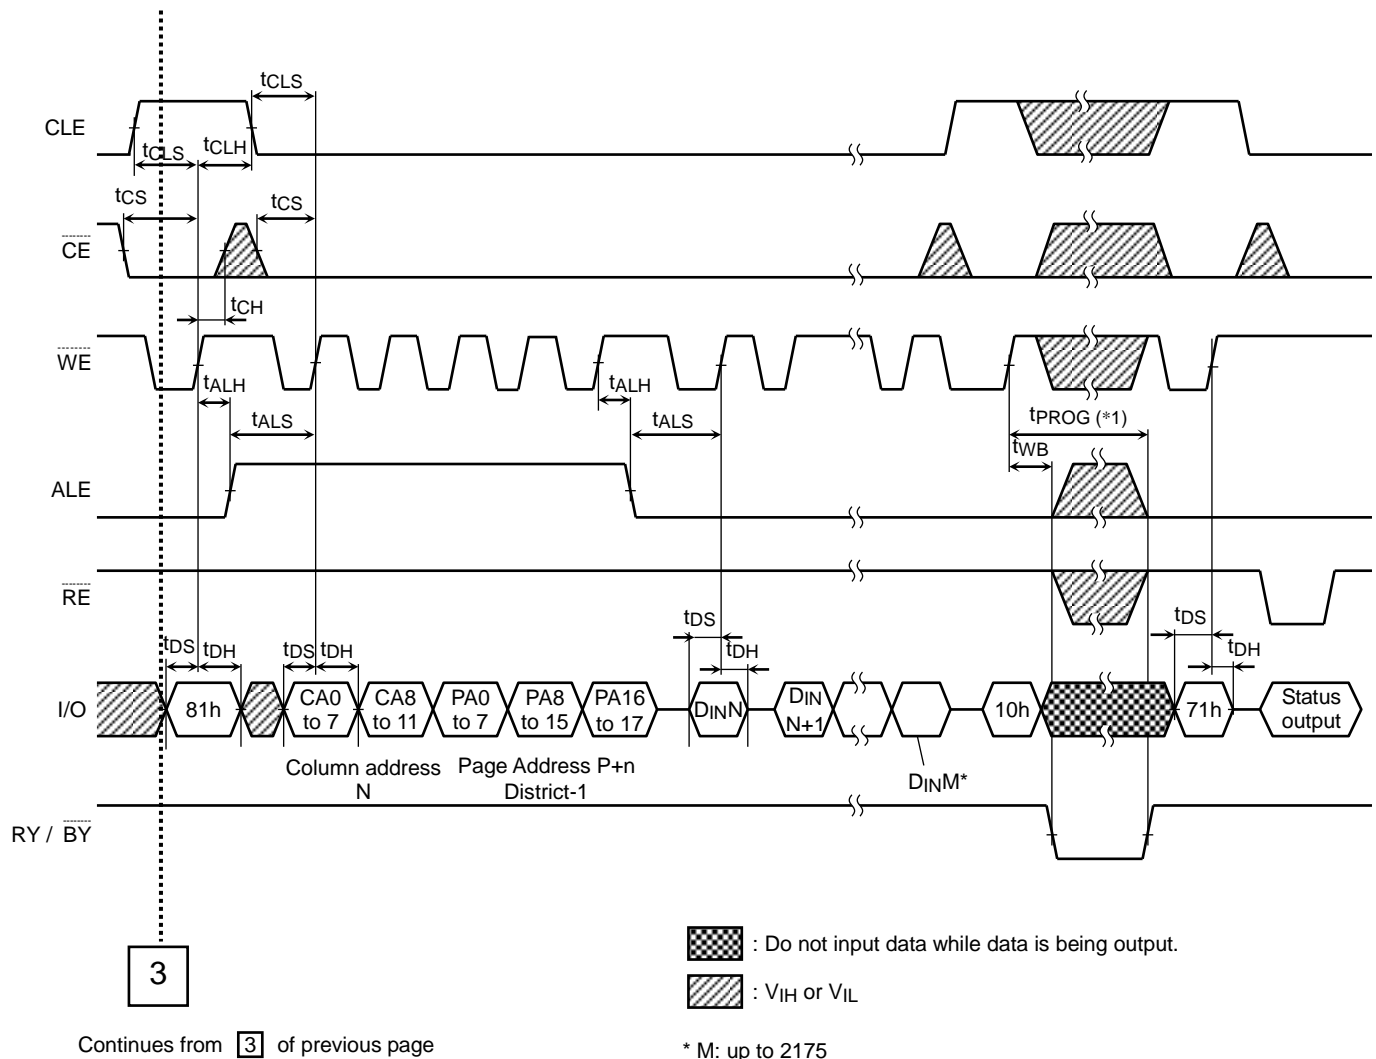 tCLS
CLE
tCLS tCLH
tCS tCS
CE
tCH
WE
tALH tALH
tALS tALS tPROG (*1)
tWB
ALE
RE
tDS tDH tDS tDH tDS tDH tDS tDH
I/O 81h CA0 to 7 CA8 to 11 PA0 to 7 PA8 to 15 PA16 to 17 DINN DIN N+1 10h 71h Status output
DINM*
Column address N
Page Address P+n District-1
RY / BY
3
: Do not input data while data is being output.
: VIH or VIL
Continues from 3 of previous page
* M: up to 2175